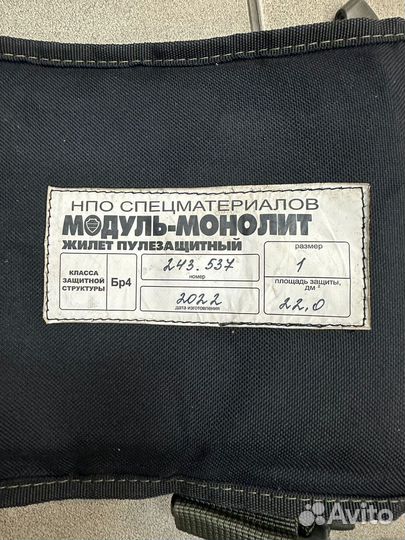 НПО СПЕЦМАТЕРИАЛОВ
МОДУЛЬ-МОНОЛИТ
ЖИЛЕТ ПУЛЕЗАЩИТНЫЙ
КЛАССА
ЗАЩИТНОЙ
СТРУКТУРЫ
Бр4
243.537
номер
2022
дата изготовления
размер
1
площадь защиты,
дм²
22,0
Avito